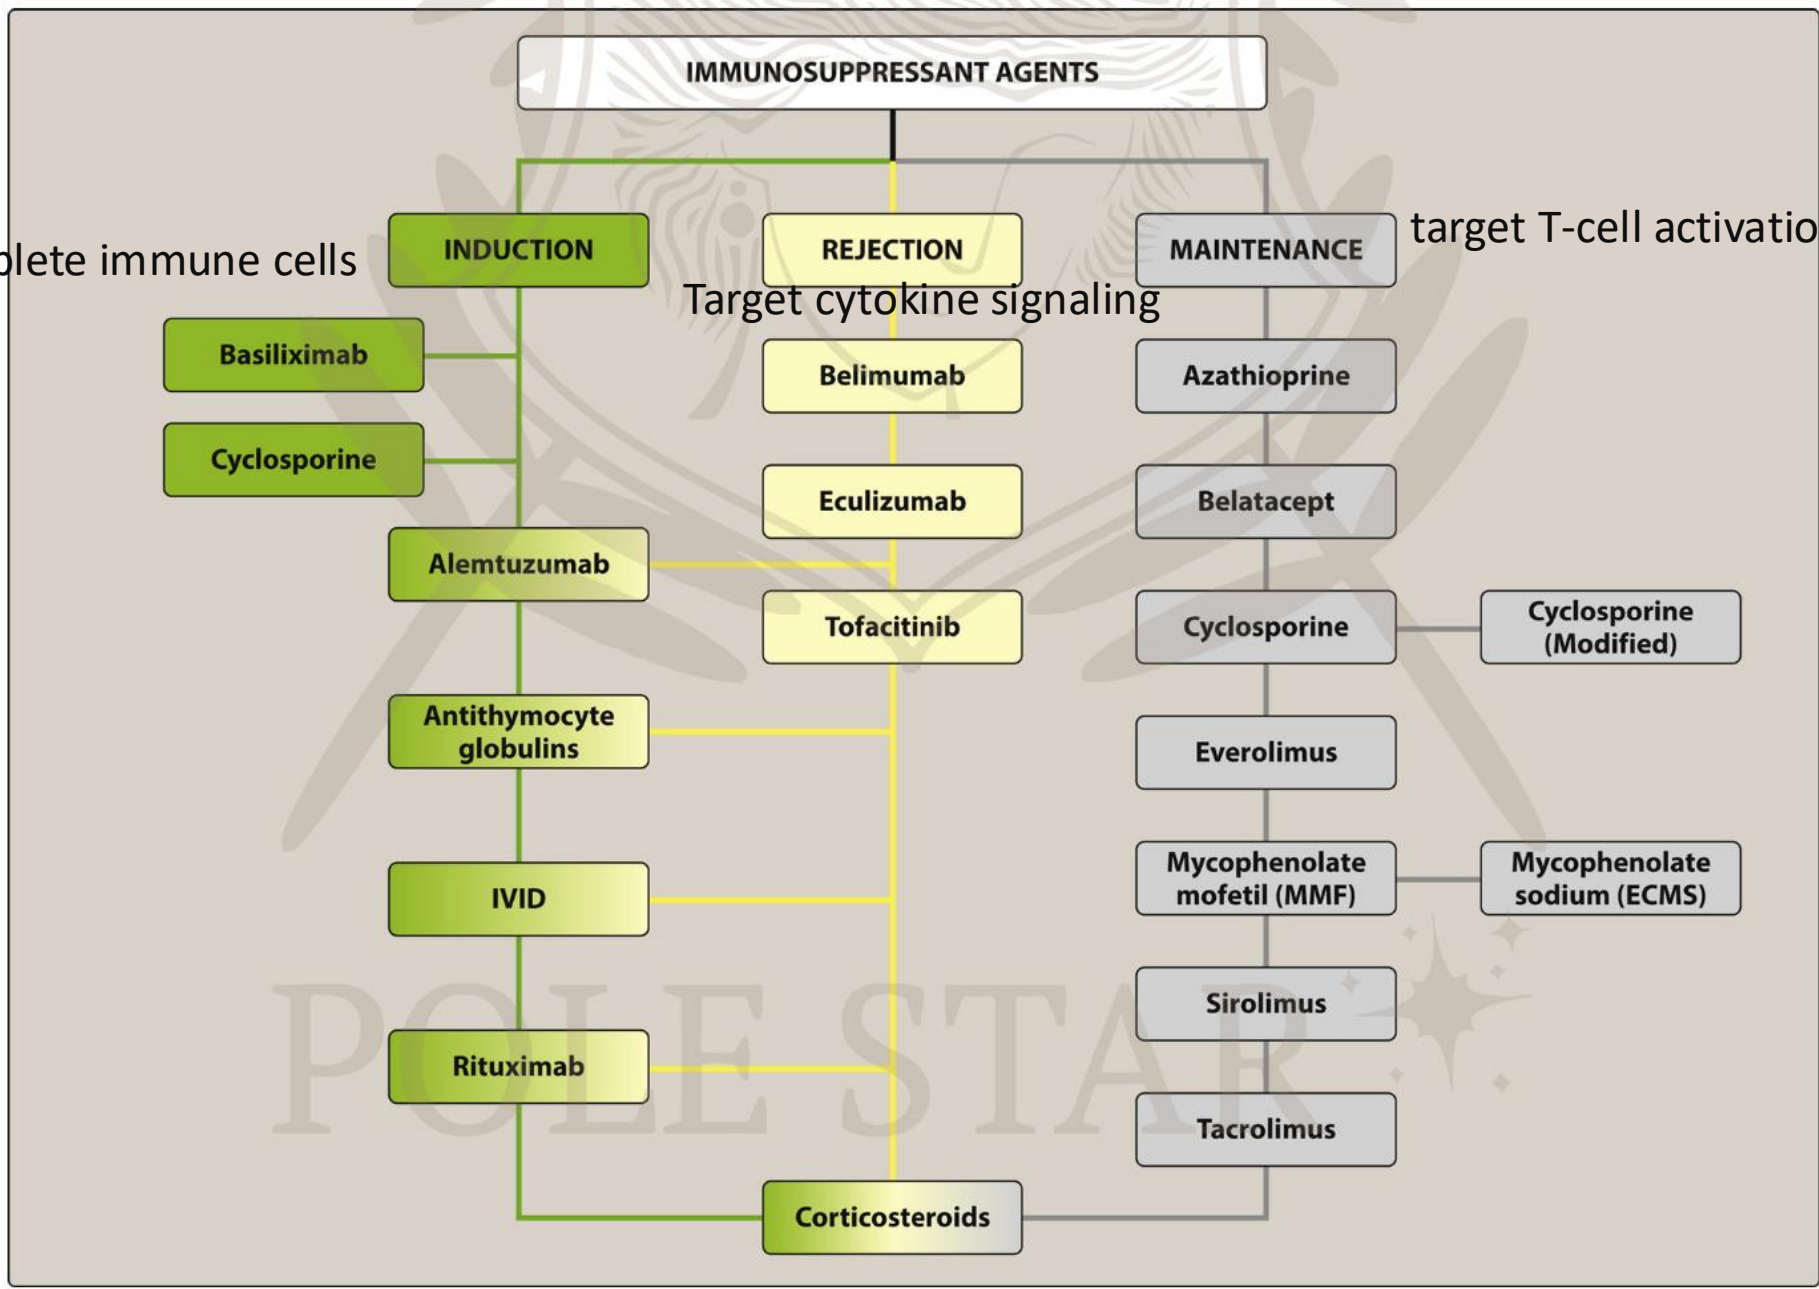 IMMUNOSUPPRESSANT AGENTS
INDUCTION
REJECTION
MAINTENANCE
target T-cell activatio
plete immune cells
Target cytokine signaling
Basiliximab
Cyclosporine
Alemtuzumab
Antithymocyte
globulins
IVID
Rituximab
Belimumab
Eculizumab
Tofacitinib
Azathioprine
Belatacept
Cyclosporine
Cyclosporine
(Modified)
Everolimus
Mycophenolate
mofetil (MMF)
Mycophenolate
sodium (ECMS)
Sirolimus
Tacrolimus
Corticosteroids
POLE STAR